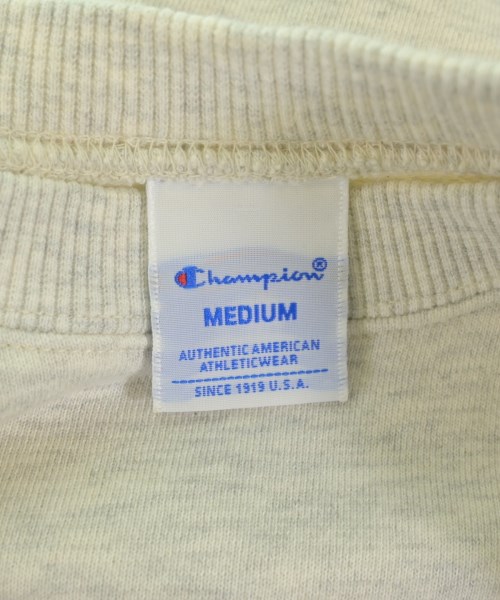 Champion®
MEDIUM
AUTHENTIC AMERICAN
ATHLETICWEAR
SINCE 1919 U.S.A.